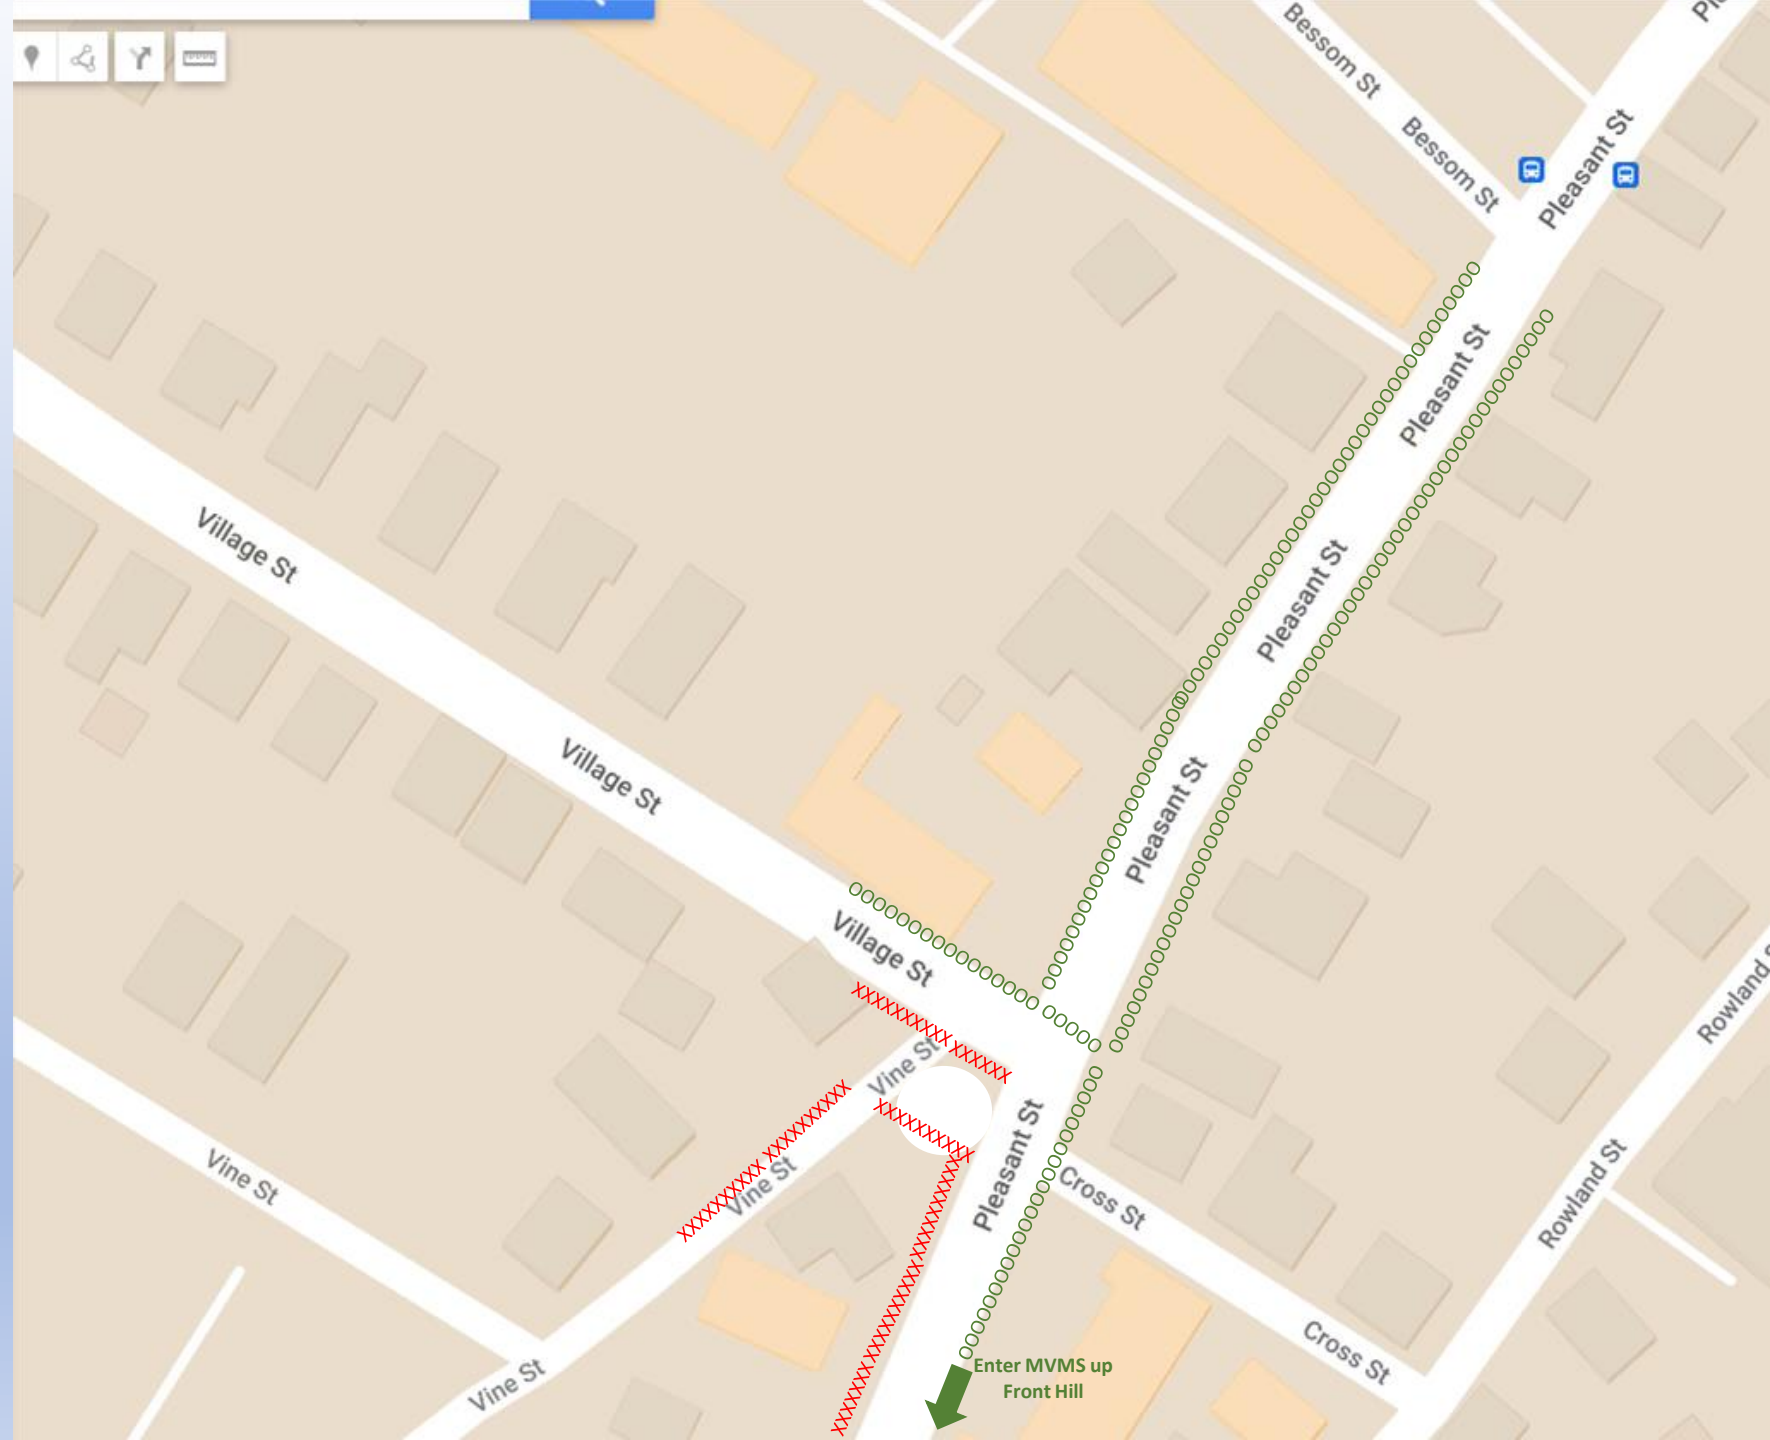 Bessom St
Bessom St
Pleasant St
Pleasant St
Pleasant St
Pleasant St
Village St
Village St
Village St
Vine St
Vine St
Vine St
Vine St
Pleasant St
Cross St
Cross St
Rowland St
Rowland
Enter MVMS up
Front Hill